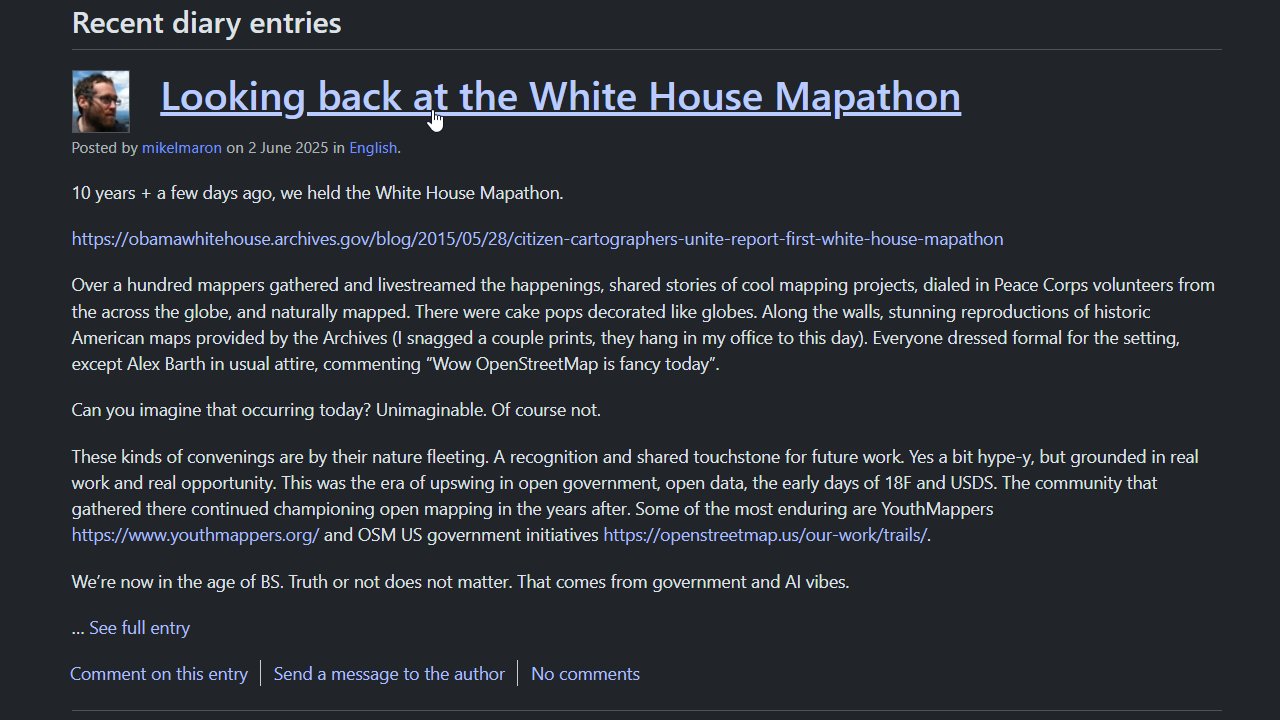 Recent diary entries
Looking back at the White House Mapathon
Posted by mikelmaron on 2 June 2025 in English.
10 years + a few days ago, we held the White House Mapathon.
https://obamawhitehouse.archives.gov/blog/2015/05/28/citizen-cartographers-unite-report-first-white-house-mapathon
Over a hundred mappers gathered and livestreamed the happenings, shared stories of cool mapping projects, dialed in Peace Corps volunteers from
the across the globe, and naturally mapped. There were cake pops decorated like globes. Along the walls, stunning reproductions of historic
American maps provided by the Archives (I snagged a couple prints, they hang in my office to this day). Everyone dressed formal for the setting,
except Alex Barth in usual attire, commenting “Wow OpenStreetMap is fancy today”.
Can you imagine that occurring today? Unimaginable. Of course not.
These kinds of convenings are by their nature fleeting. A recognition and shared touchstone for future work. Yes a bit hype-y, but grounded in real
work and real opportunity. This was the era of upswing in open government, open data, the early days of 18F and USDS. The community that
gathered there continued championing open mapping in the years after. Some of the most enduring are YouthMappers
https://www.youthmappers.org/ and OSM US government initiatives https://openstreetmap.us/our-work/trails/.
We’re now in the age of BS. Truth or not does not matter. That comes from government and AI vibes.
... See full entry
Comment on this entry | Send a message to the author | No comments